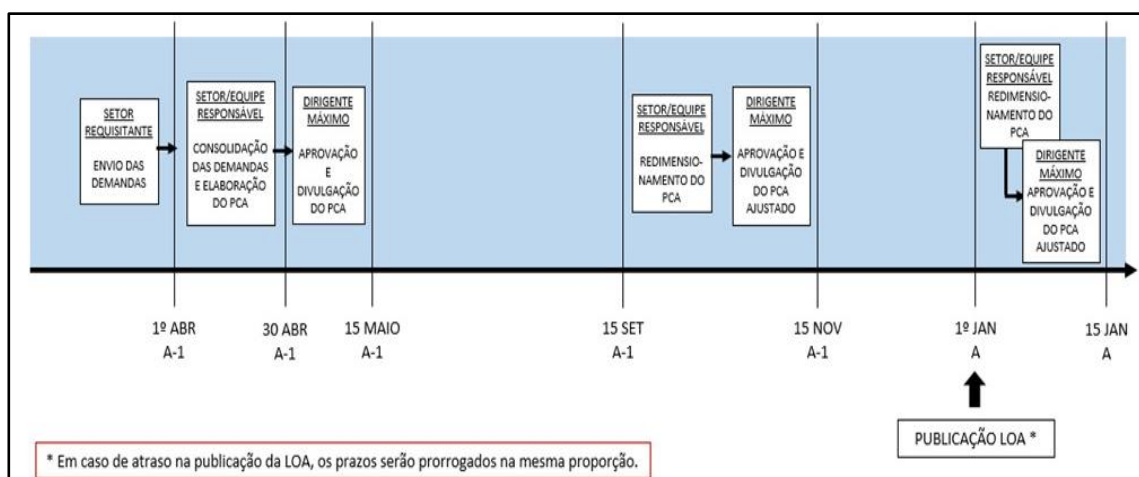 SETOR
REQUISITANTE
ENVIO DAS
DEMANDAS
SETOR/EQUIPE
RESPONSÁVEL
CONSOLIDAÇÃO
DAS DEMANDAS
E ELABORAÇÃO
DO PCA
DIRIGENTE
MÁXIMO
APROVAÇÃO
E
DIVULGAÇÃO
DO PCA
SETOR/EQUIPE
RESPONSÁVEL
REDIMENSIO-
NAMENTO DO
PCA
DIRIGENTE
MÁXIMO
APROVAÇÃO E
DIVULGAÇÃO
DO PCA
AJUSTADO
SETOR/EQUIPE
RESPONSÁVEL
REDIMENSIO-
NAMENTO DO
PCA
DIRIGENTE
MÁXIMO
APROVAÇÃO E
DIVULGAÇÃO
DO PCA
AJUSTADO
1º ABR
A-1
30 ABR
A-1
15 MAIO
A-1
15 SET
A-1
15 NOV
A-1
1º JAN
A
15 JAN
A
PUBLICAÇÃO LOA *
* Em caso de atraso na publicação da LOA, os prazos serão prorrogados na mesma proporção.